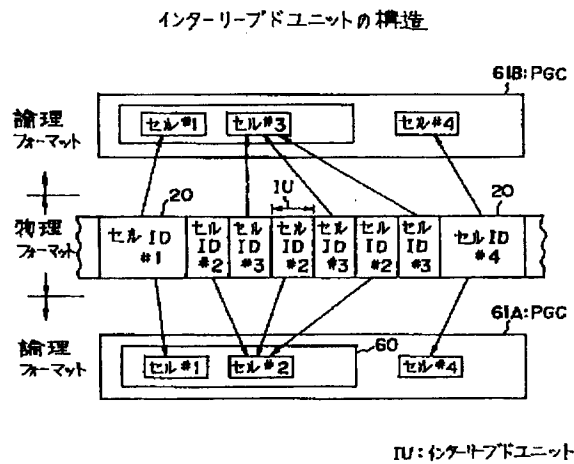 インターリーブドユニットの構造
61B:PGC
論理
フォーマット
セル#1
セル#3
セル#4
20
IU
20
物理
フォーマット
セルID
#1
セル
ID
#2
セル
ID
#3
セル
ID
#2
セル
ID
#3
セル
ID
#2
セル
ID
#3
セルID
#4
61A:PGC
論理
フォーマット
60
セル#1
セル#2
セル#4
IU:インターリーブドユニット